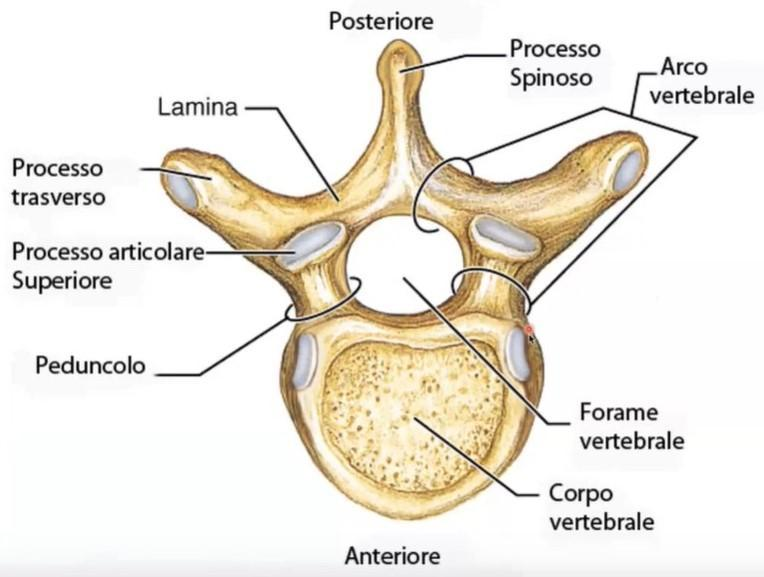 Posteriore
Processo
Spinoso
Arco
vertebrale
Lamina
Processo
trasverso
Processo articolare
Superiore
Peduncolo
Forame
vertebrale
Corpo
vertebrale
Anteriore